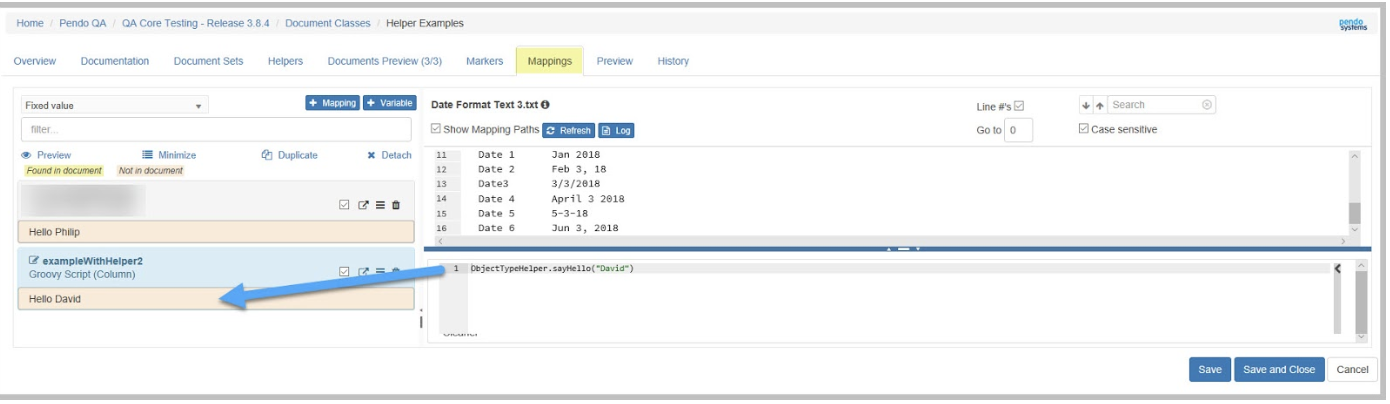 Home / Pendo QA / QA Core Testing - Release 3.8.4 / Document Classes / Helper Examples
pendo
systems
Overview Documentation Document Sets Helpers Documents Preview (3/3) Markers Mappings Preview History
Fixed value
+ Mapping + Variable
filter...
Preview Minimize Duplicate Detach
Found in document Not in document
Hello Philip
exampleWithHelper2
Groovy Script (Column)
Hello David
Date Format Text 3.txt
Line #'s
Search
Show Mapping Paths Refresh Log
Go to 0
Case sensitive
11 Date 1 Jan 2018
12 Date 2 Feb 3, 18
13 Date3 3/3/2018
14 Date 4 April 3 2018
15 Date 5 5-3-18
16 Date 6 Jun 3, 2018
1 ObjectTypeHelper.sayHello("David")
Save Save and Close Cancel